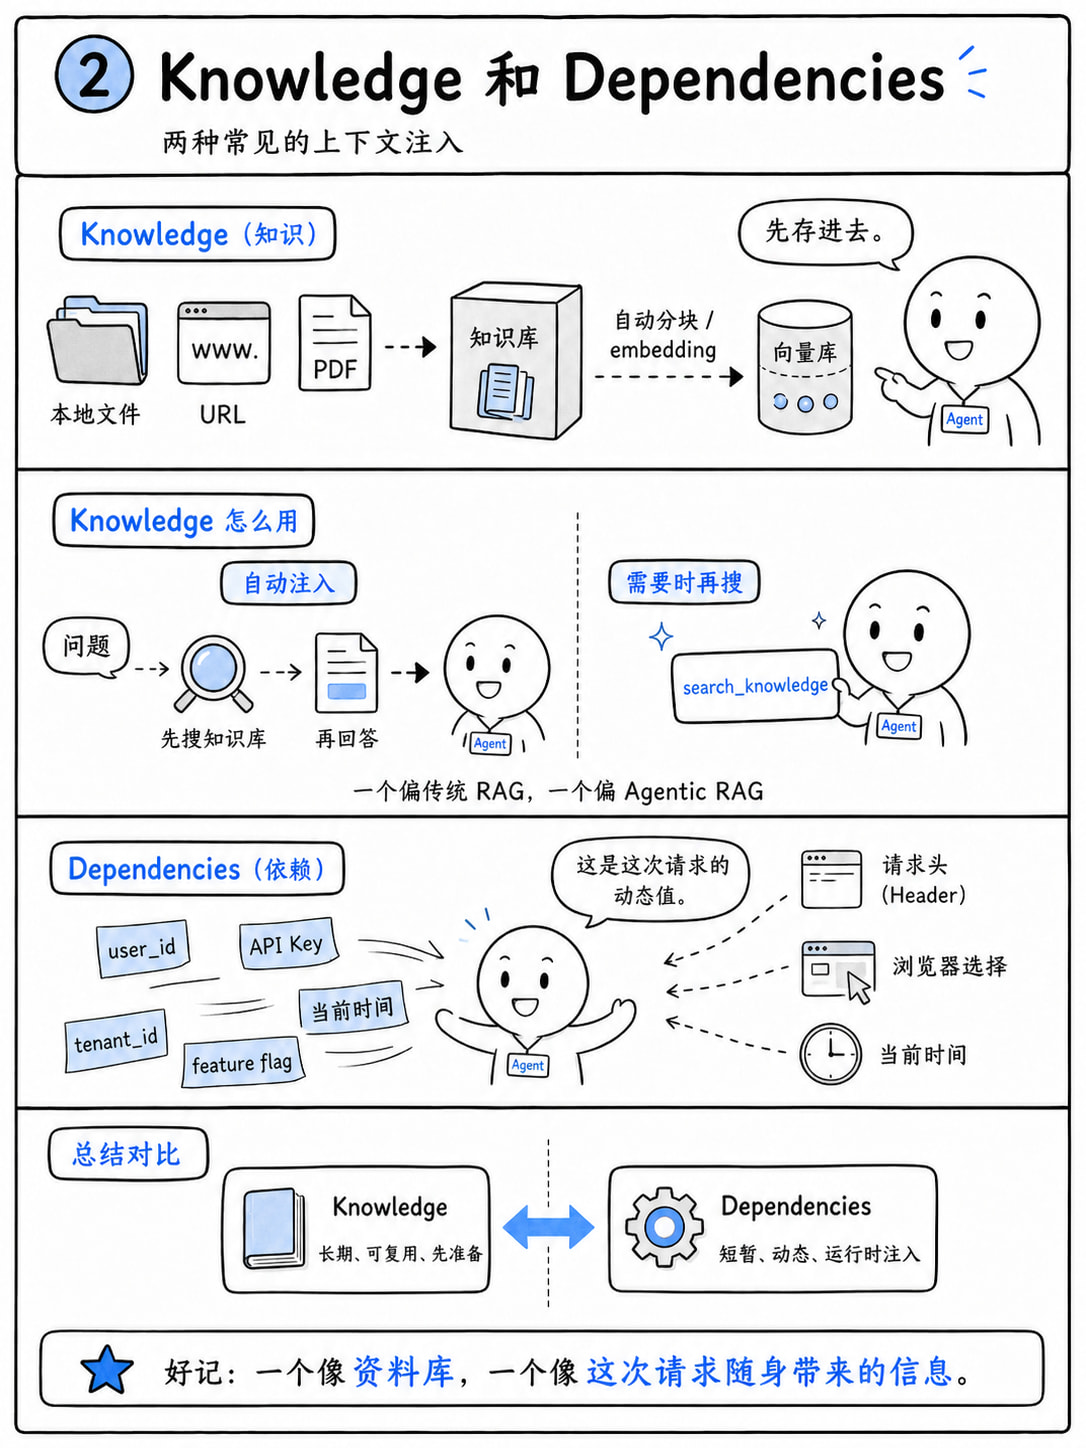 2 Knowledge 和 Dependencies
两种常见的上下文注入
Knowledge（知识）
先存进去。
本地文件
www.
URL
PDF
知识库
自动分块 /
embedding
向量库
Agent
Knowledge 怎么用
自动注入
问题
先搜知识库
再回答
Agent
需要时再搜
search_knowledge
Agent
一个偏传统 RAG，一个偏 Agentic RAG
Dependencies（依赖）
user_id
API Key
当前时间
tenant_id
feature flag
这是这次请求的
动态值。
Agent
请求头
(Header)
浏览器选择
当前时间
总结对比
Knowledge
长期、可复用、先准备
Dependencies
短暂、动态、运行时注入
好记：一个像资料库，一个像这次请求随身带来的信息。